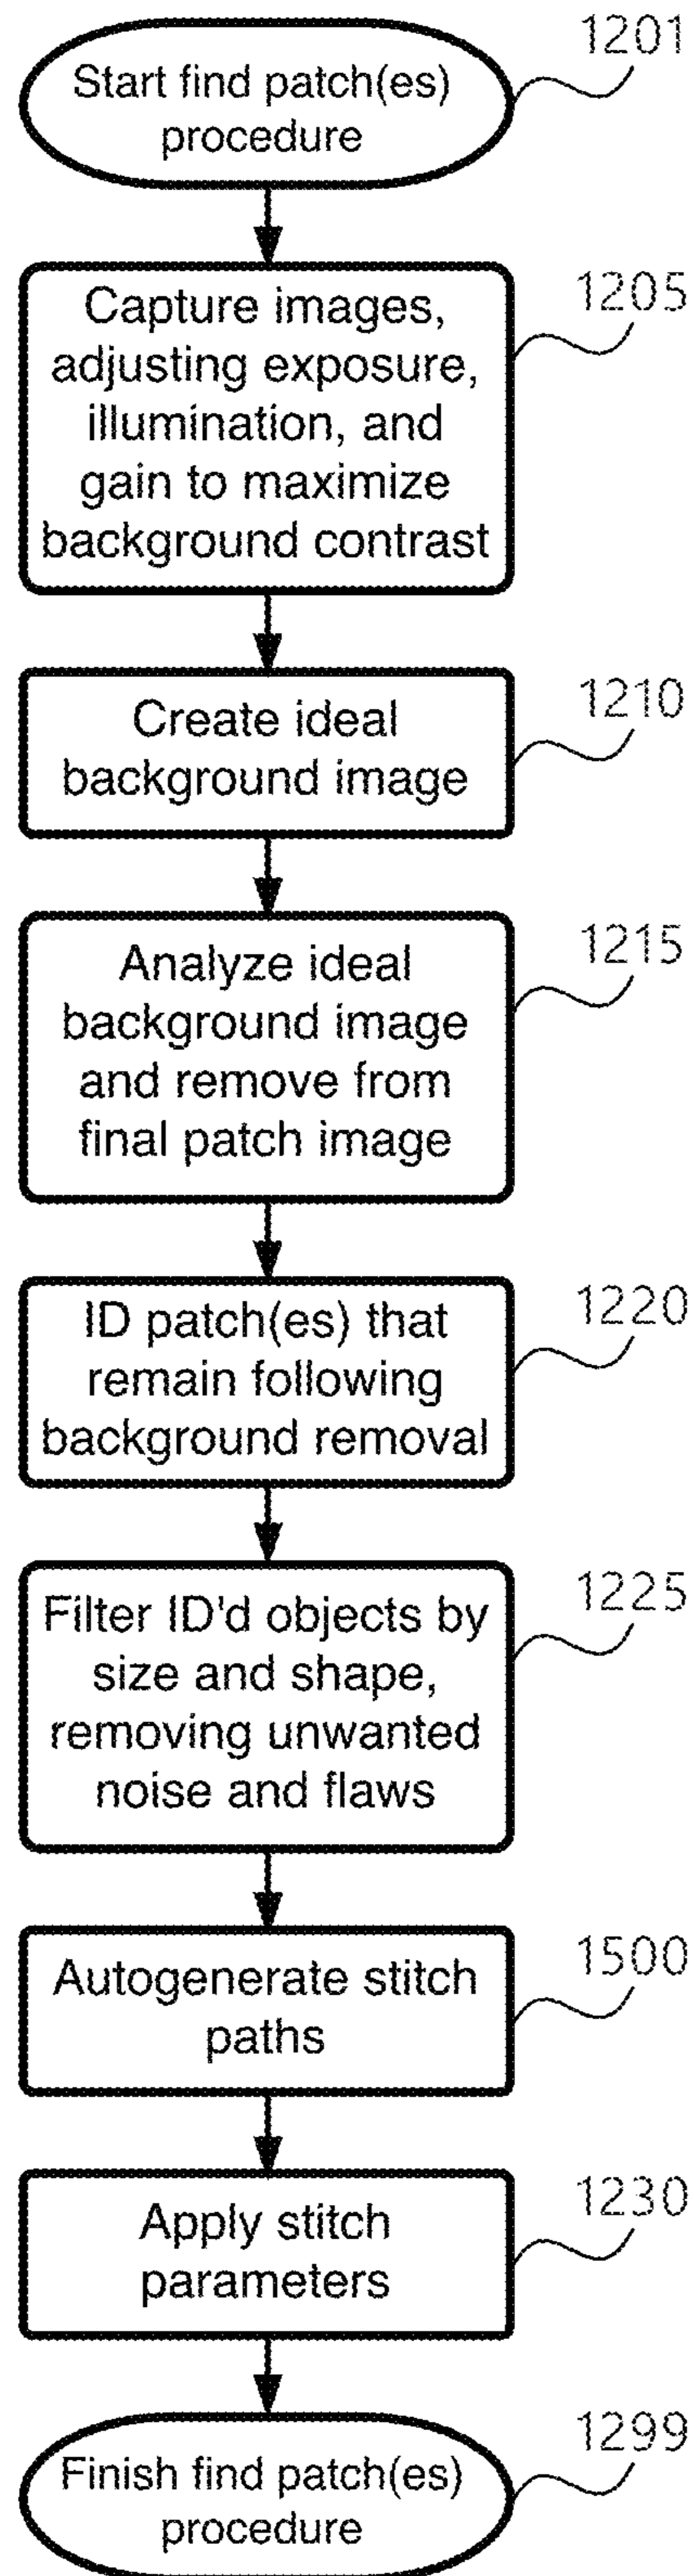 1201
Start find patch(es)
procedure
1205
Capture images,
adjusting exposure,
illumination, and
gain to maximize
background contrast
1210
Create ideal
background image
1215
Analyze ideal
background image
and remove from
final patch image
1220
ID patch(es) that
remain following
background removal
1225
Filter ID'd objects by
size and shape,
removing unwanted
noise and flaws
1500
Autogenerate stitch
paths
1230
Apply stitch
parameters
1299
Finish find patch(es)
procedure